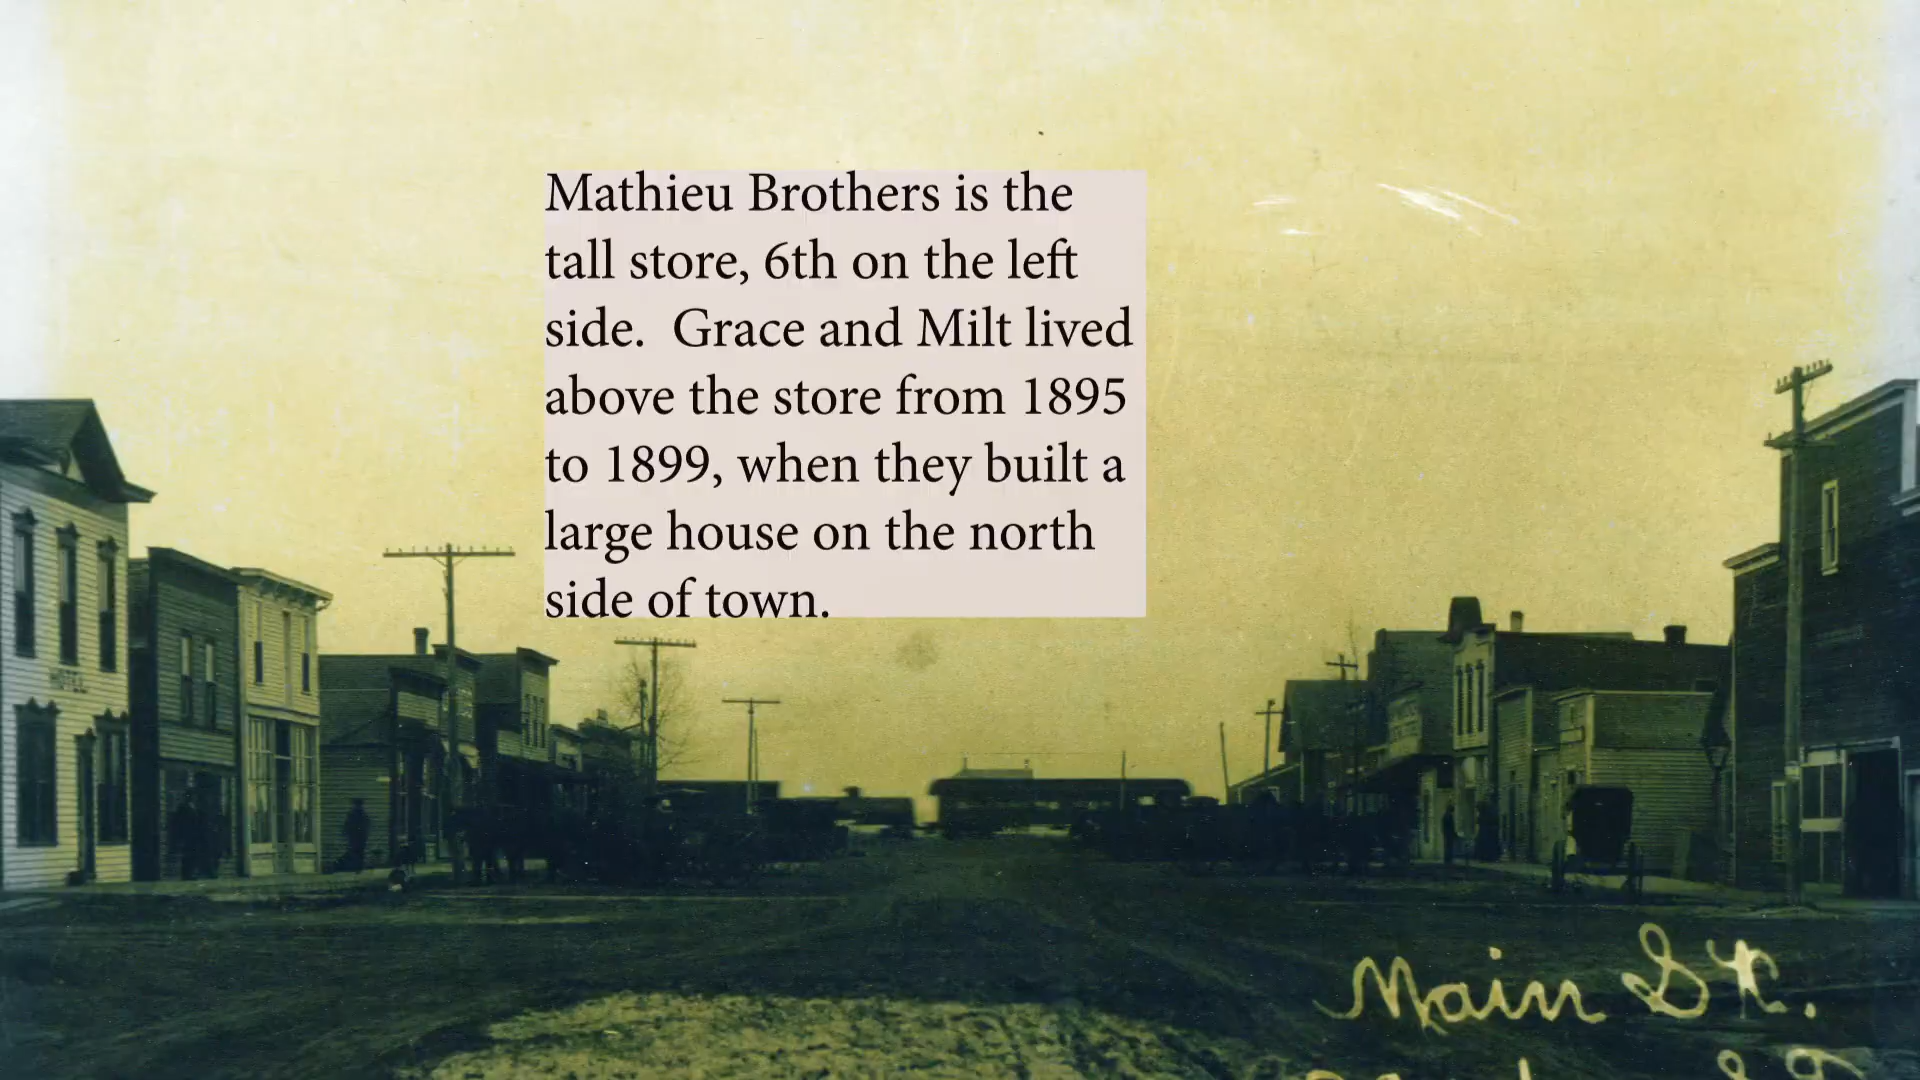 Mathieu Brothers is the
tall store, 6th on the left
side.  Grace and Milt lived
above the store from 1895
to 1899, when they built a
large house on the north
side of town.
HOTEL
Main St.